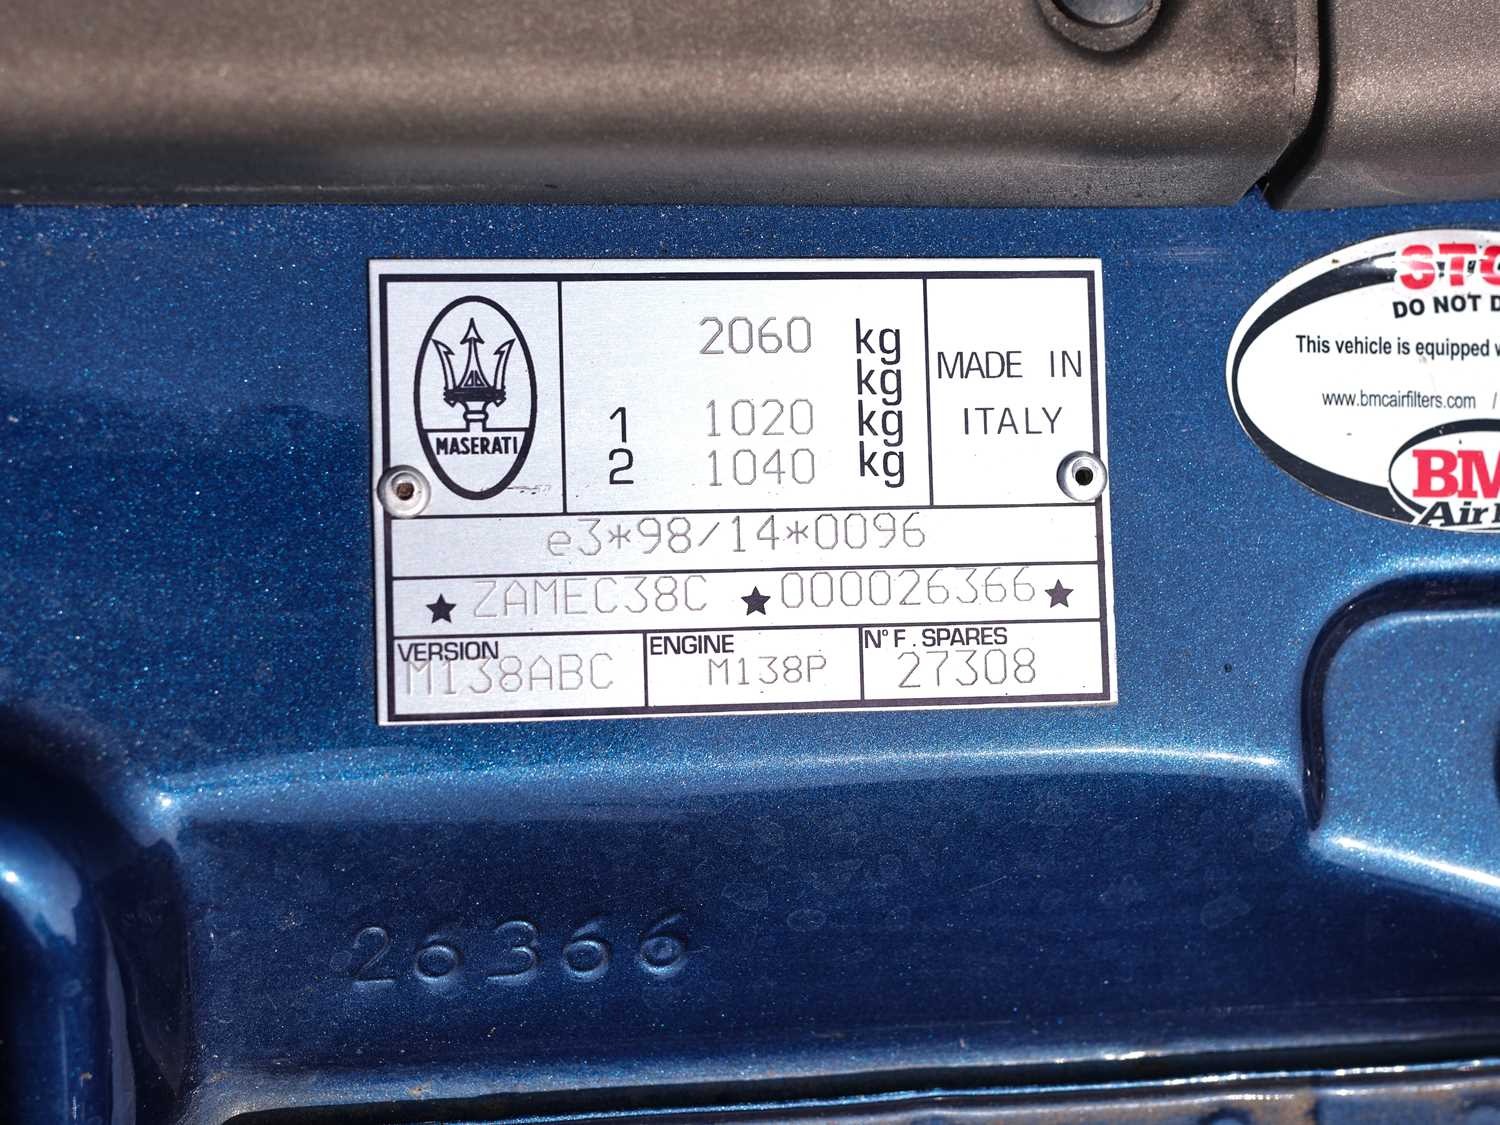 2060 kg
kg
1 1020 kg
2 1040 kg
MASERATI
MADE IN
ITALY
e3*98/14*0096
★ ZAMEC38C ★ 000026366 ★
VERSION
M138ABC
ENGINE
M138P
N° F. SPARES
27308
26366
DO NOT
This vehicle is equipped
www.bmcairfilters.com /
Air